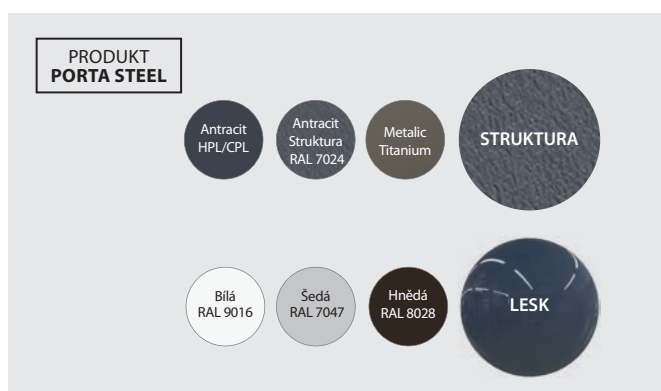 PRODUKT
PORTA STEEL
Antracit
HPL/CPL
Antracit
Struktura
RAL 7024
Metalic
Titanium
STRUKTURA
Bílá
RAL 9016
Šedá
RAL 7047
Hnědá
RAL 8028
LESK